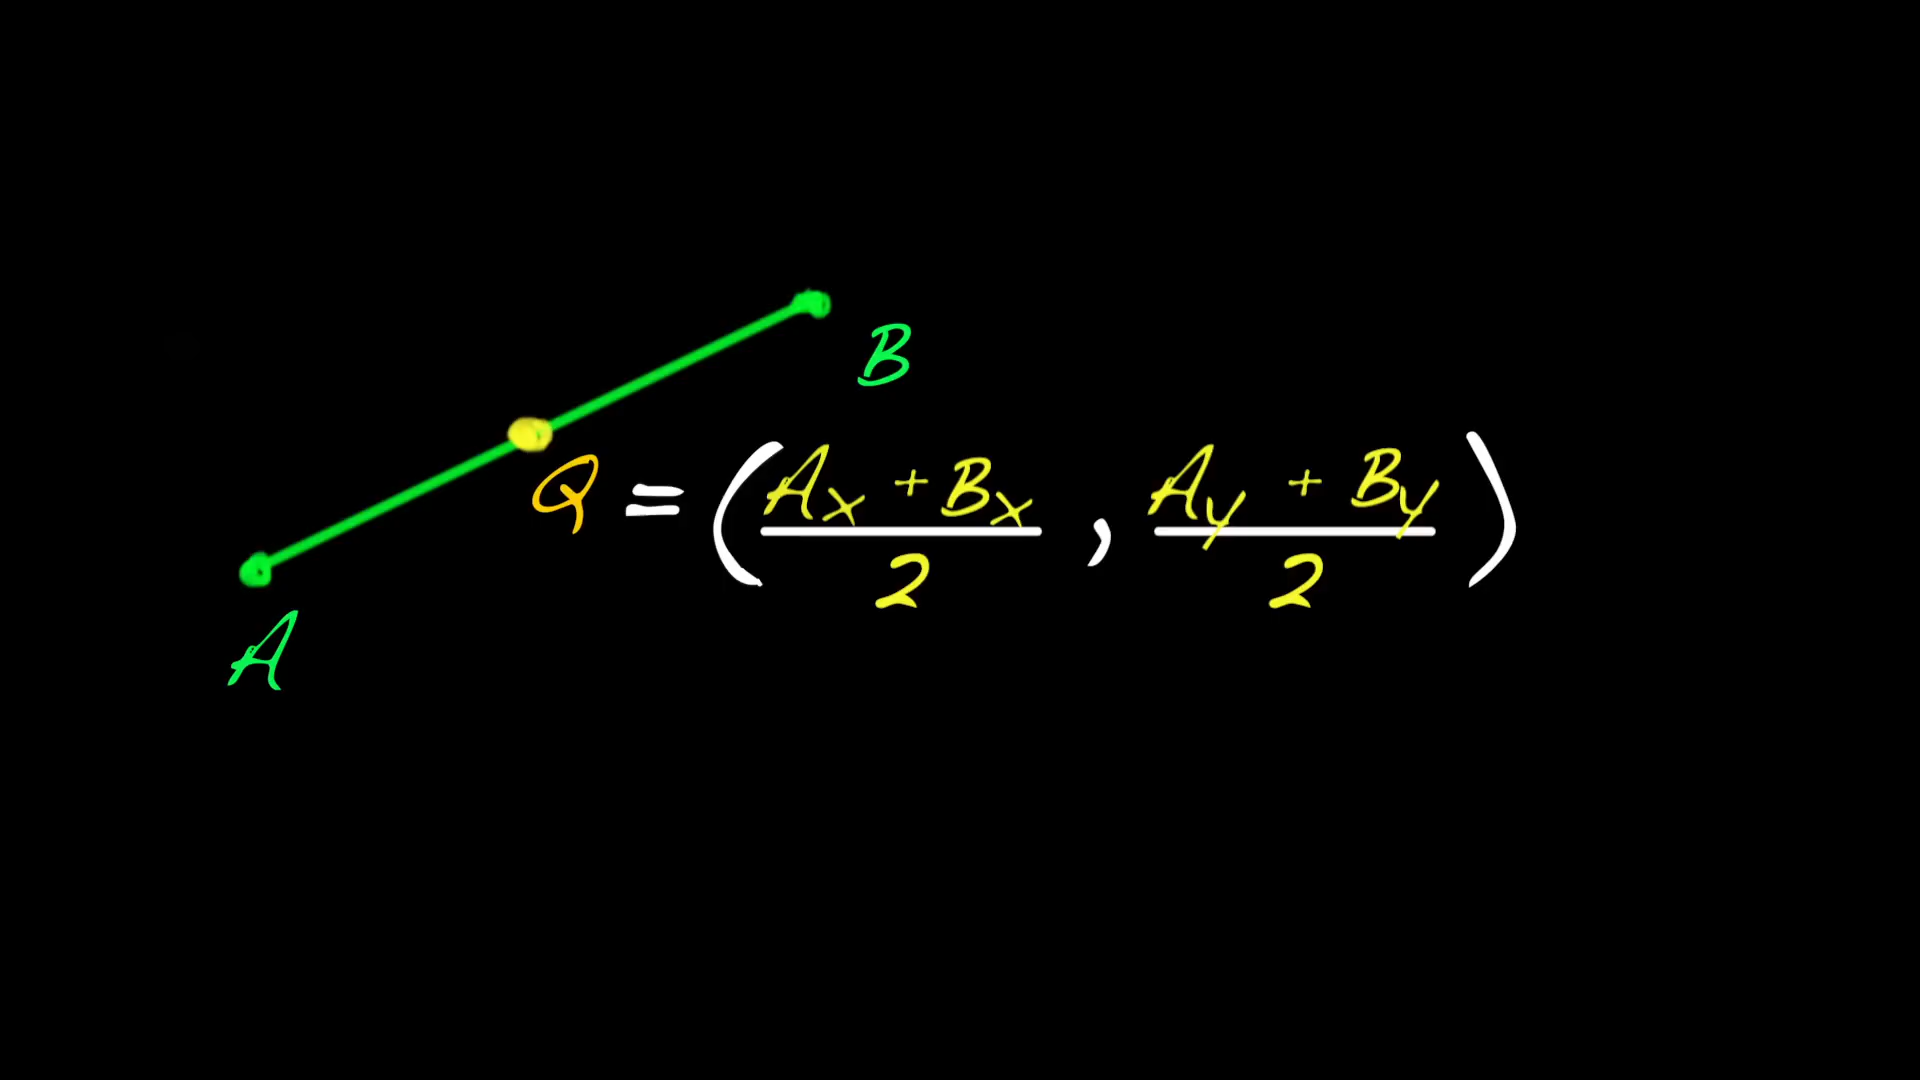 B
Q = (Ax + Bx / 2 , Ay + By / 2)
A